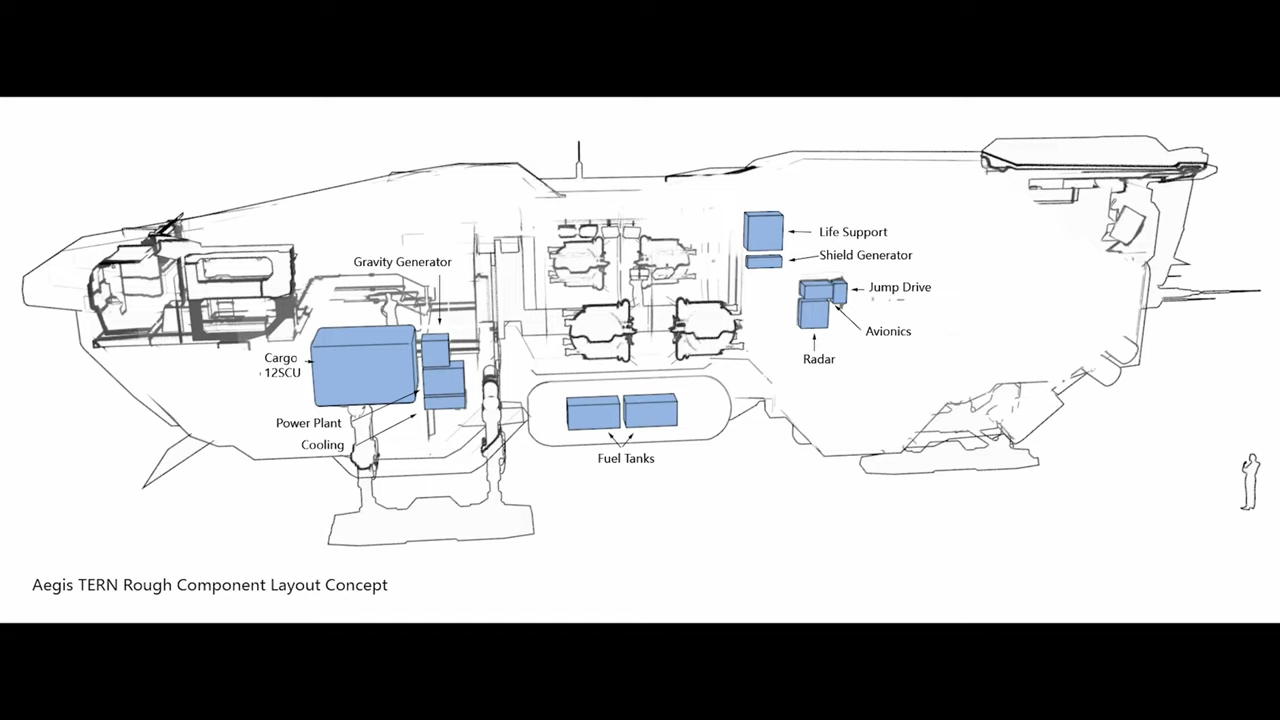 Life Support
Shield Generator
Gravity Generator
Jump Drive
Avionics
Radar
Cargo
12SCU
Power Plant
Cooling
Fuel Tanks
Aegis TERN Rough Component Layout Concept